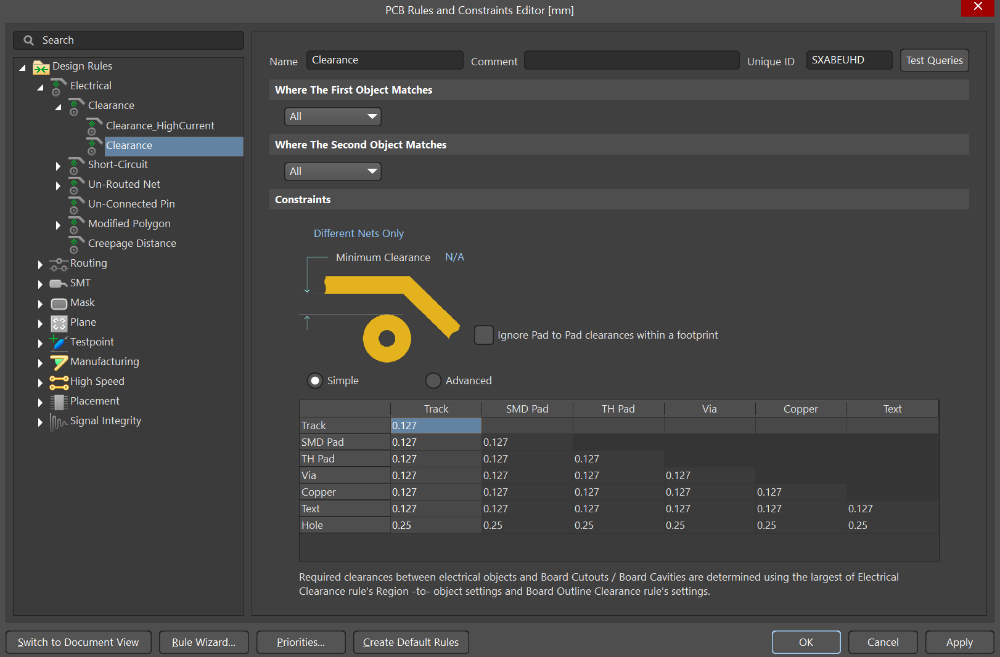 PCB Rules and Constraints Editor [mm]
Search
Design Rules
Electrical
Clearance
Clearance_HighCurrent
Clearance
Short-Circuit
Un-Routed Net
Un-Connected Pin
Modified Polygon
Creepage Distance
Routing
SMT
Mask
Plane
Testpoint
Manufacturing
High Speed
Placement
Signal Integrity
Name Clearance Comment Unique ID SXABEUHD Test Queries
Where The First Object Matches
All
Where The Second Object Matches
All
Constraints
Different Nets Only
Minimum Clearance N/A
Ignore Pad to Pad clearances within a footprint
Simple Advanced
Track SMD Pad TH Pad Via Copper Text
Track 0.127
SMD Pad 0.127 0.127
TH Pad 0.127 0.127 0.127
Via 0.127 0.127 0.127 0.127
Copper 0.127 0.127 0.127 0.127 0.127
Text 0.127 0.127 0.127 0.127 0.127 0.127
Hole 0.25 0.25 0.25 0.25 0.25 0.25
Required clearances between electrical objects and Board Cutouts / Board Cavities are determined using the largest of Electrical
Clearance rule's Region -to- object settings and Board Outline Clearance rule's settings.
Switch to Document View Rule Wizard... Priorities... Create Default Rules OK Cancel Apply